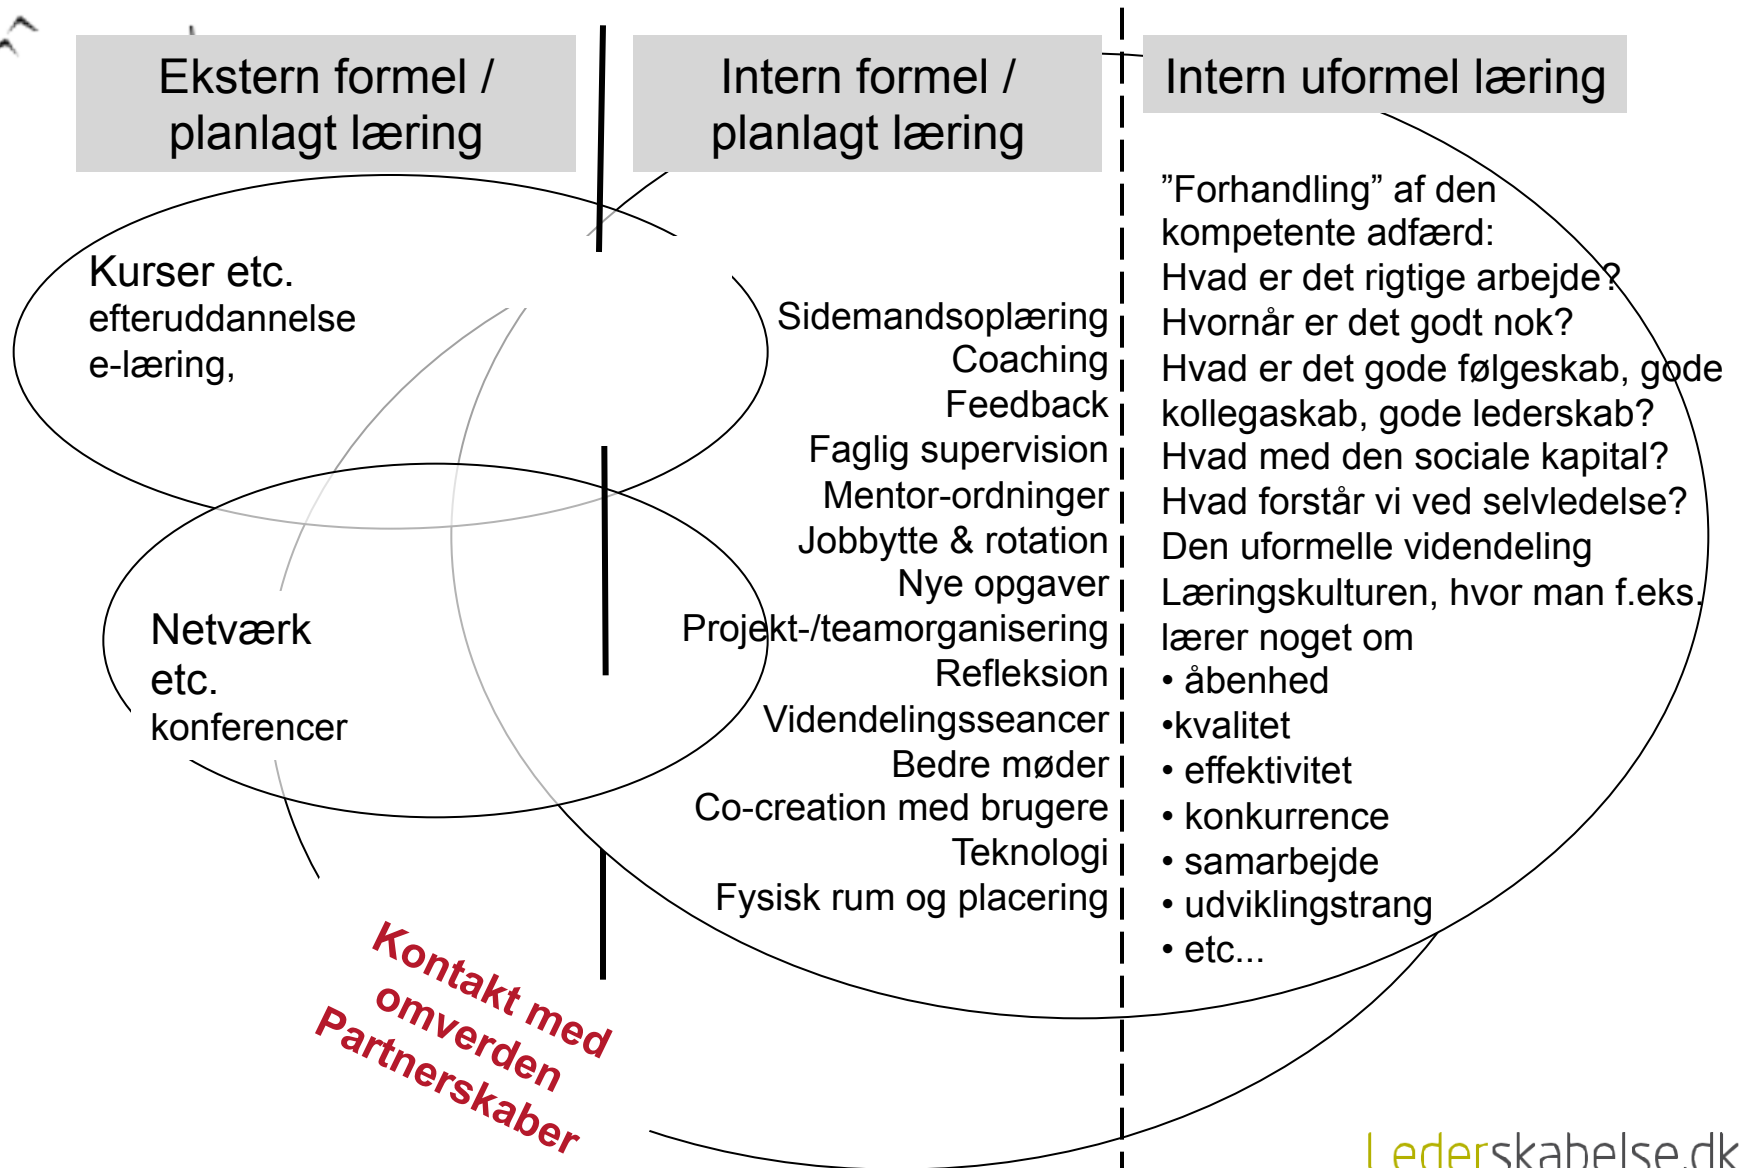 Ekstern formel /
planlagt læring
Intern formel /
planlagt læring
Intern uformel læring
Kurser etc.
efteruddannelse
e-læring,
Netværk
etc.
konferencer
Kontakt med
omverden
Partnerskaber
Sidemandsoplæring
Coaching
Feedback
Faglig supervision
Mentor-ordninger
Jobbytte & rotation
Nye opgaver
Projekt-/teamorganisering
Refleksion
Videndelingsseancer
Bedre møder
Co-creation med brugere
Teknologi
Fysisk rum og placering
”Forhandling” af den
kompetente adfærd:
Hvad er det rigtige arbejde?
Hvornår er det godt nok?
Hvad er det gode følgeskab, gode
kollegaskab, gode lederskab?
Hvad med den sociale kapital?
Hvad forstår vi ved selvledelse?
Den uformelle videndeling
Læringskulturen, hvor man f.eks.
lærer noget om
• åbenhed
•kvalitet
• effektivitet
• konkurrence
• samarbejde
• udviklingstrang
• etc...
Lederskabelse.dk